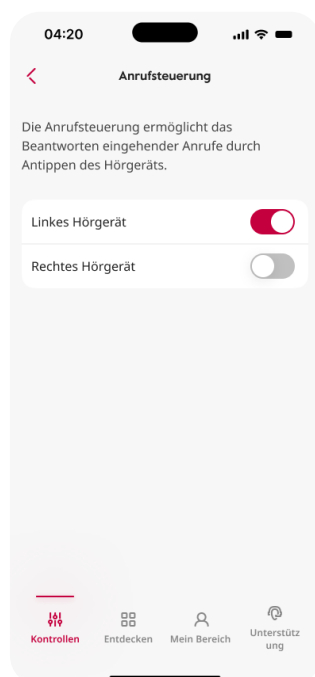 04:20
Anrufsteuerung
Die Anrufsteuerung ermöglicht das
Beantworten eingehender Anrufe durch
Antippen des Hörgeräts.
Linkes Hörgerät
Rechtes Hörgerät
Kontrollen
Entdecken
Mein Bereich
Unterstütz
ung